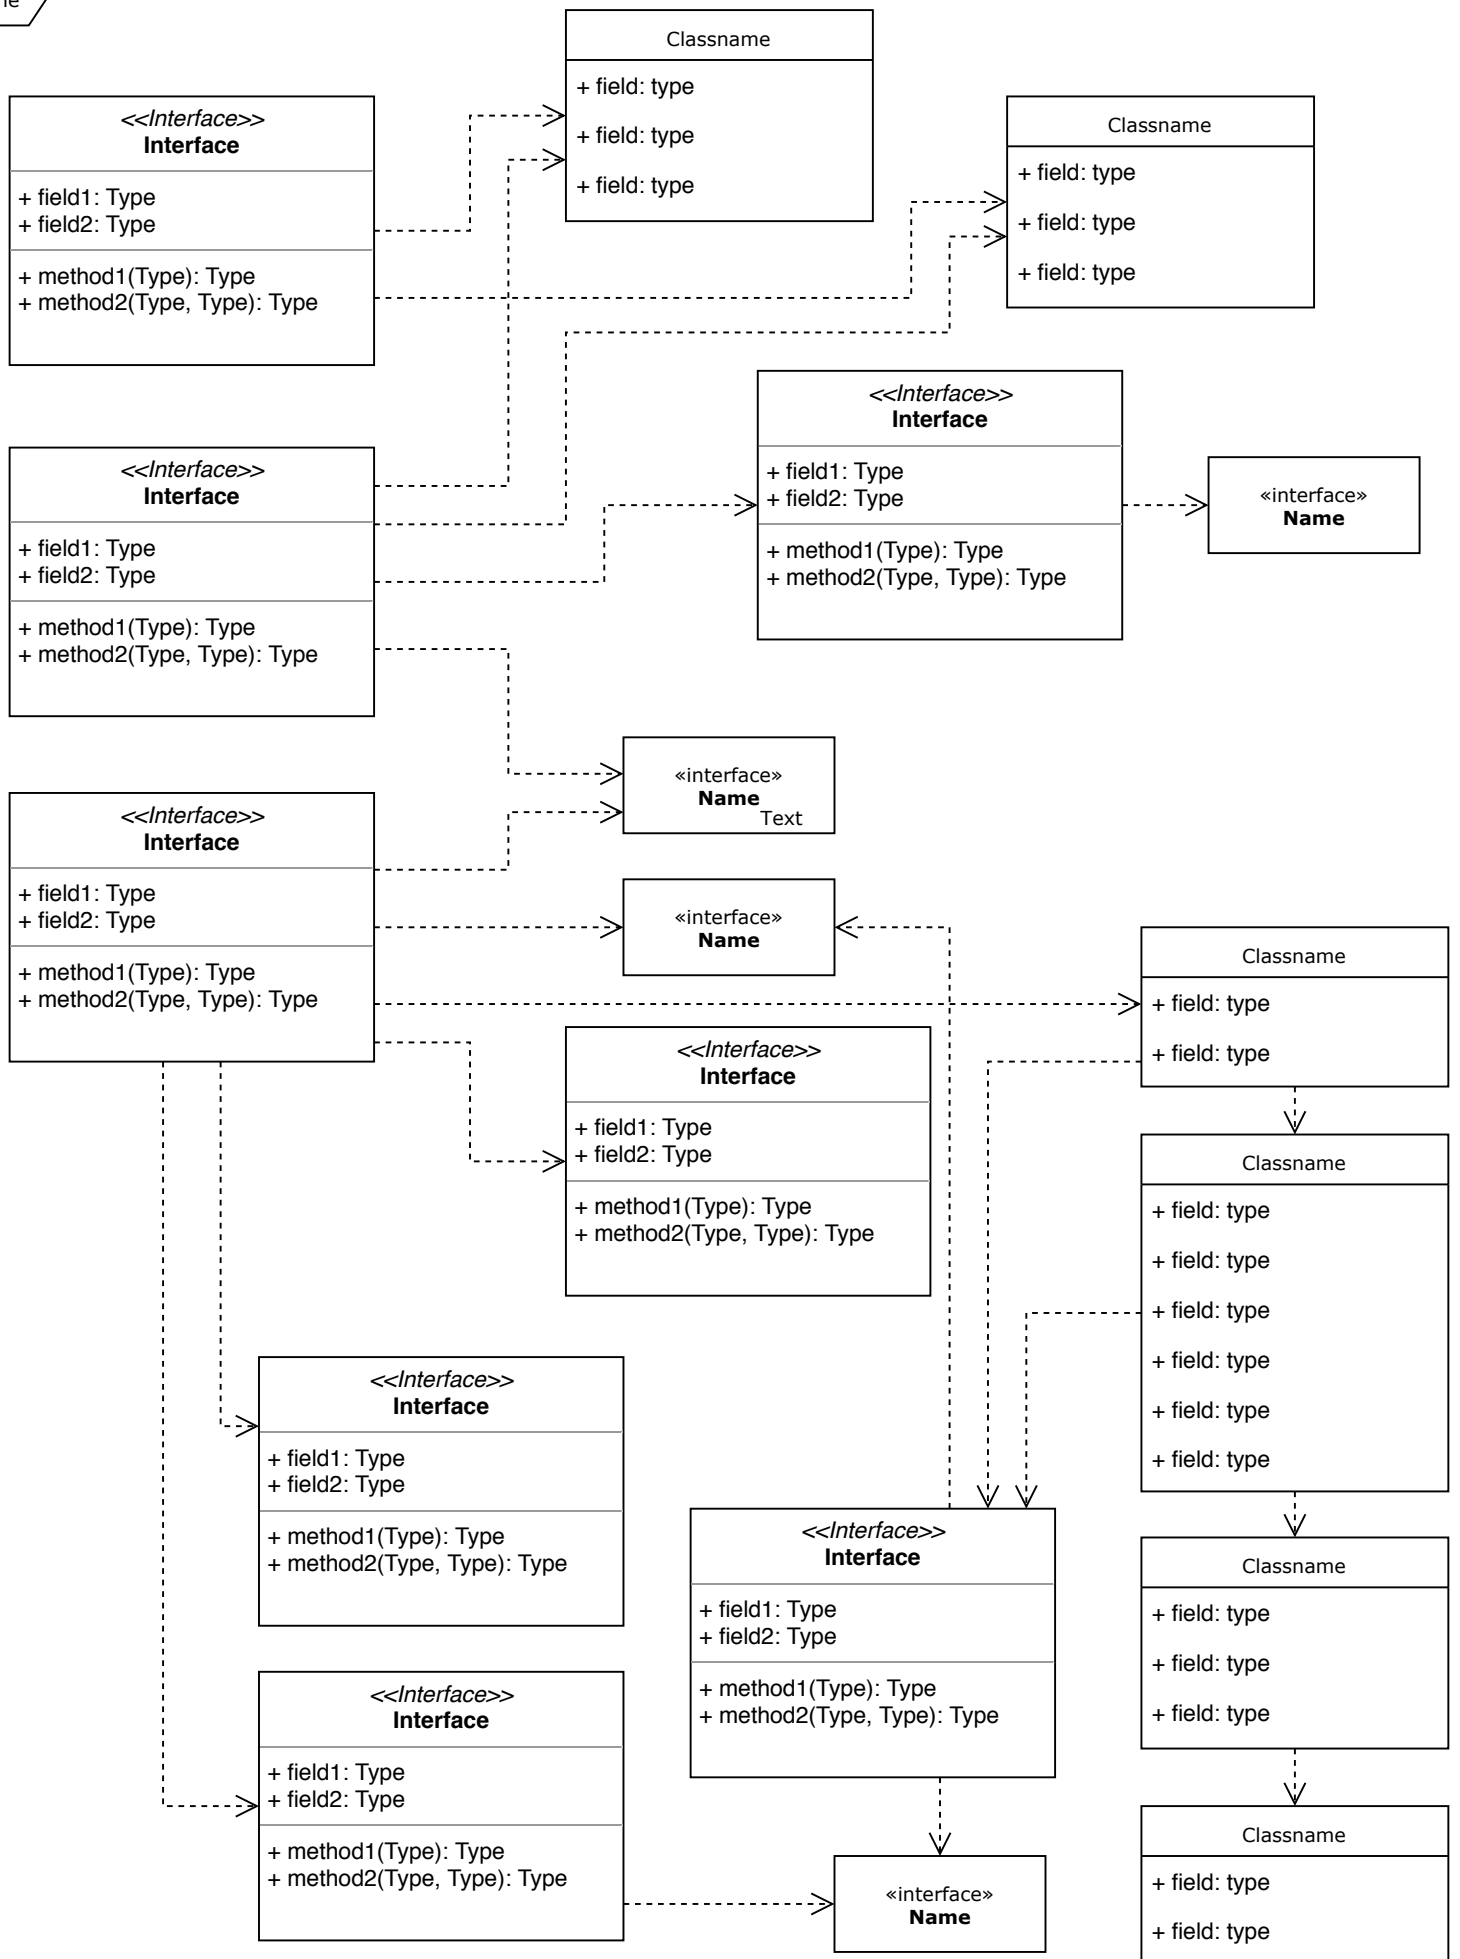 Classname
+ field: type
+ field: type
+ field: type
<<Interface>>
Interface
+ field1: Type
+ field2: Type
+ method1(Type): Type
+ method2(Type, Type): Type
Classname
+ field: type
+ field: type
+ field: type
<<Interface>>
Interface
+ field1: Type
+ field2: Type
+ method1(Type): Type
+ method2(Type, Type): Type
«interface»
Name
<<Interface>>
Interface
+ field1: Type
+ field2: Type
+ method1(Type): Type
+ method2(Type, Type): Type
«interface»
Name
Text
<<Interface>>
Interface
+ field1: Type
+ field2: Type
+ method1(Type): Type
+ method2(Type, Type): Type
«interface»
Name
Classname
+ field: type
+ field: type
<<Interface>>
Interface
+ field1: Type
+ field2: Type
+ method1(Type): Type
+ method2(Type, Type): Type
Classname
+ field: type
+ field: type
+ field: type
+ field: type
+ field: type
+ field: type
<<Interface>>
Interface
+ field1: Type
+ field2: Type
+ method1(Type): Type
+ method2(Type, Type): Type
<<Interface>>
Interface
+ field1: Type
+ field2: Type
+ method1(Type): Type
+ method2(Type, Type): Type
Classname
+ field: type
+ field: type
+ field: type
<<Interface>>
Interface
+ field1: Type
+ field2: Type
+ method1(Type): Type
+ method2(Type, Type): Type
«interface»
Name
Classname
+ field: type
+ field: type